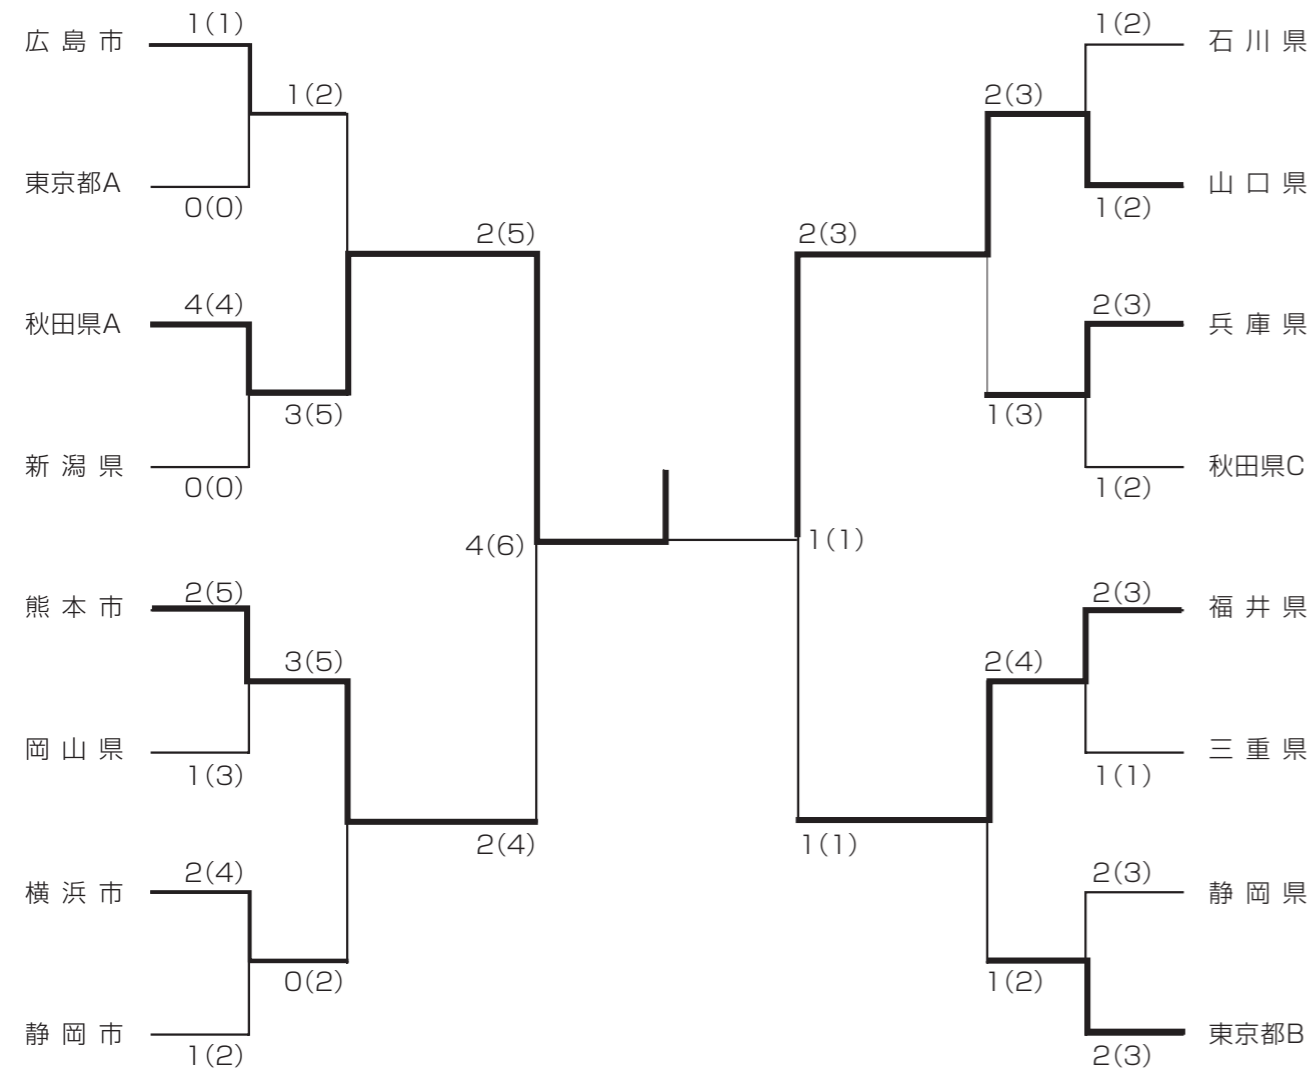 1(1)
広島市
1(2)
東京都A
0(0)
2(5)
4(4)
秋田県A
3(5)
新潟県
0(0)
4(6)
2(5)
熊本市
3(5)
岡山県
1(3)
2(4)
2(4)
横浜市
0(2)
静岡市
1(2)
1(2)
石川県
2(3)
山口県
1(2)
2(3)
2(3)
兵庫県
1(3)
秋田県C
1(2)
1(1)
2(3)
福井県
2(4)
三重県
1(1)
1(1)
2(3)
静岡県
1(2)
東京都B
2(3)